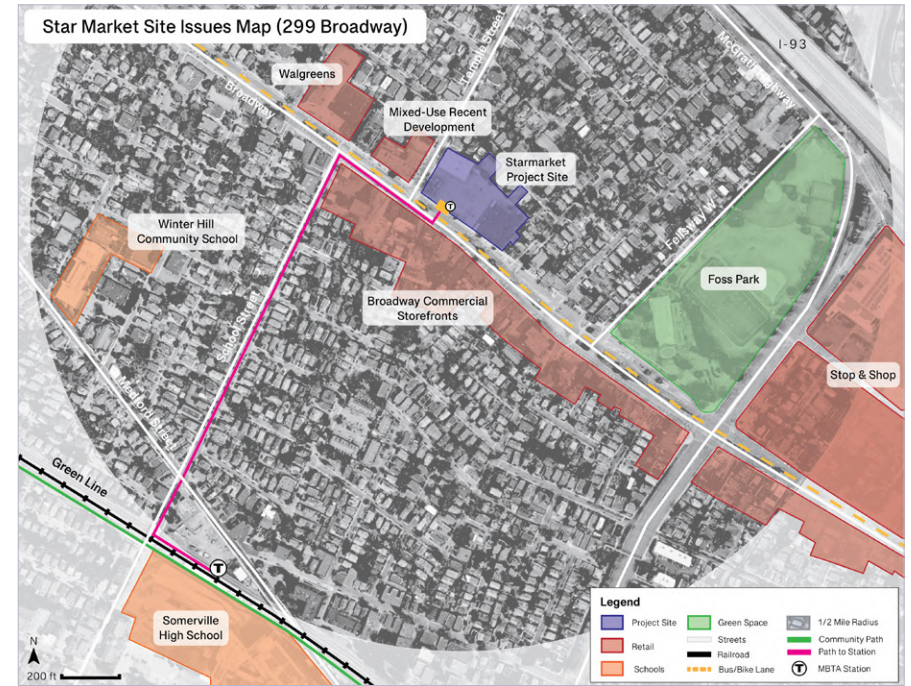 Star Market Site Issues Map (299 Broadway)
I-93
McGrath Highway
Temple Street
Walgreens
Broadway
Mixed-Use Recent
Development
Starmarket
Project Site
T
Winter Hill
Community School
Fellsway W
Foss Park
Broadway Commercial
Storefronts
School Street
Stop & Shop
Medford Street
Green Line
T
Somerville
High School
N
200 ft
Legend
Project Site
Retail
Schools
Green Space
Streets
Railroad
Bus/Bike Lane
1/2 Mile Radius
Community Path
Path to Station
T
MBTA Station